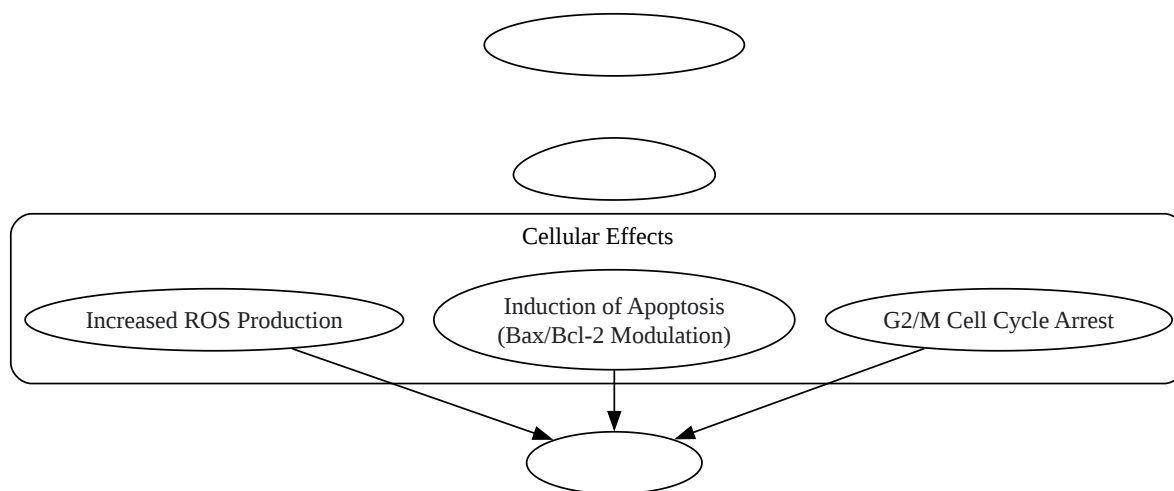 Cellular Effects
Increased ROS Production
Induction of Apoptosis
(Bax/Bcl-2 Modulation)
G2/M Cell Cycle Arrest